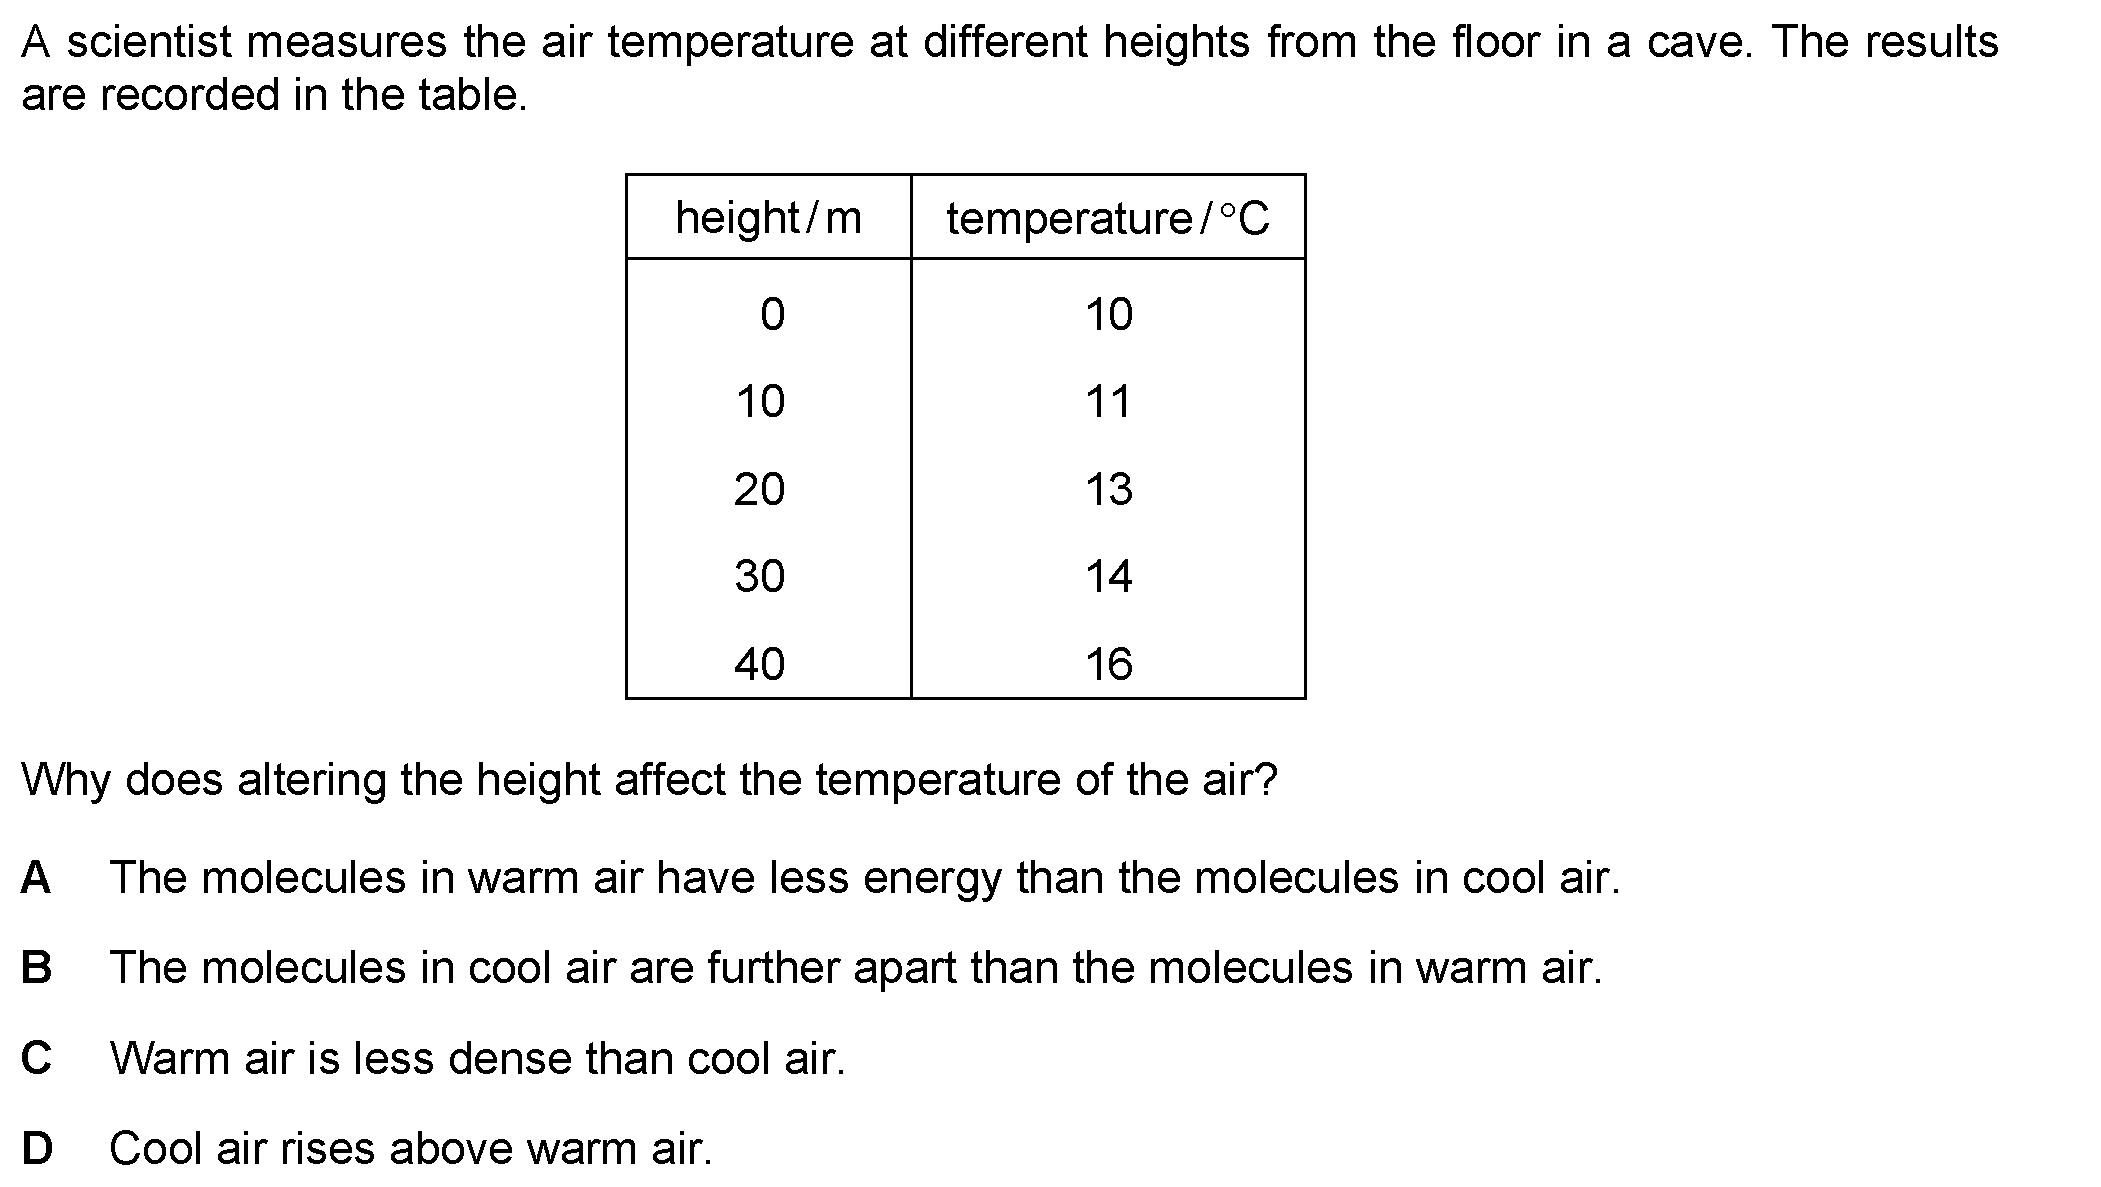 A scientist measures the air temperature at different heights from the floor in a cave. The results
are recorded in the table.
height / m temperature / °C
0 10
10 11
20 13
30 14
40 16
Why does altering the height affect the temperature of the air?
A The molecules in warm air have less energy than the molecules in cool air.
B The molecules in cool air are further apart than the molecules in warm air.
C Warm air is less dense than cool air.
D Cool air rises above warm air.